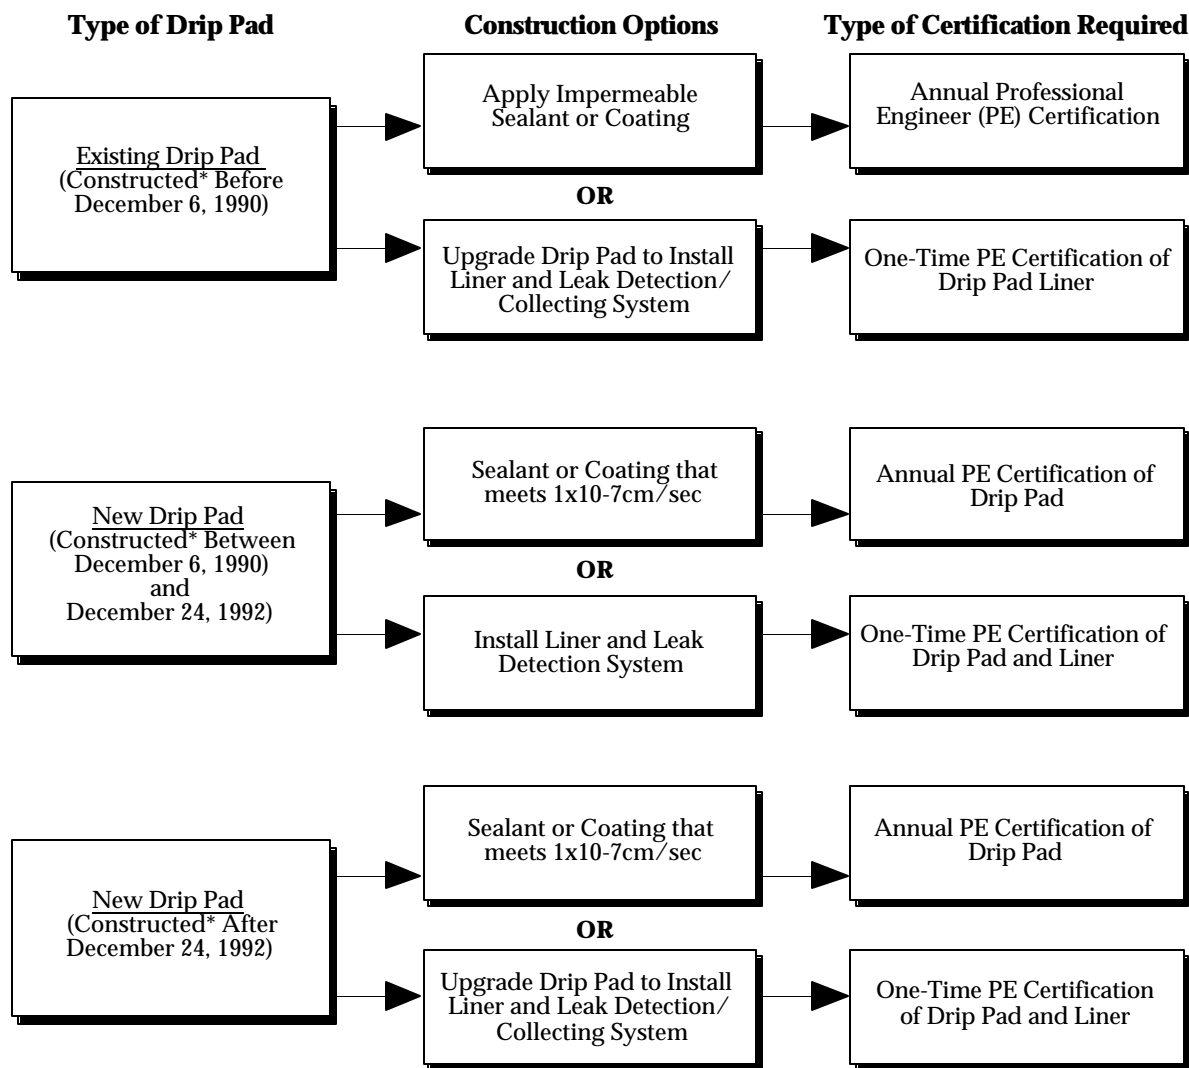 Type of Drip Pad
Construction Options
Type of Certification Required
Existing Drip Pad
(Constructed* Before
December 6, 1990)
Apply Impermeable
Sealant or Coating
Annual Professional
Engineer (PE) Certification
OR
Upgrade Drip Pad to Install
Liner and Leak Detection/
Collecting System
One-Time PE Certification of
Drip Pad Liner
New Drip Pad
(Constructed* Between
December 6, 1990)
and
December 24, 1992)
Sealant or Coating that
meets 1x10-7cm/sec
Annual PE Certification of
Drip Pad
OR
Install Liner and Leak
Detection System
One-Time PE Certification of
Drip Pad and Liner
New Drip Pad
(Constructed* After
December 24, 1992)
Sealant or Coating that
meets 1x10-7cm/sec
Annual PE Certification of
Drip Pad
OR
Upgrade Drip Pad to Install
Liner and Leak Detection/
Collecting System
One-Time PE Certification
of Drip Pad and Liner